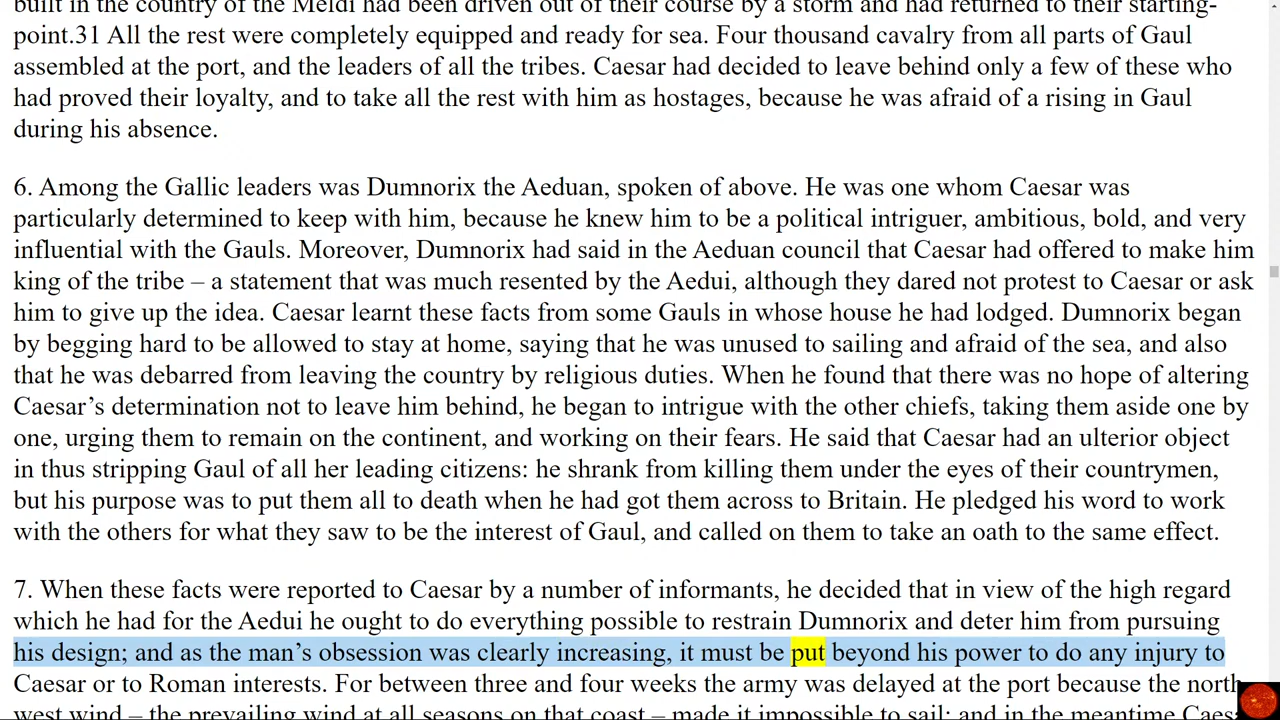 built in the country of the Meldi had been driven out of their course by a storm and had returned to their starting-
point.31 All the rest were completely equipped and ready for sea. Four thousand cavalry from all parts of Gaul
assembled at the port, and the leaders of all the tribes. Caesar had decided to leave behind only a few of these who
had proved their loyalty, and to take all the rest with him as hostages, because he was afraid of a rising in Gaul
during his absence.
6. Among the Gallic leaders was Dumnorix the Aeduan, spoken of above. He was one whom Caesar was
particularly determined to keep with him, because he knew him to be a political intriguer, ambitious, bold, and very
influential with the Gauls. Moreover, Dumnorix had said in the Aeduan council that Caesar had offered to make him
king of the tribe – a statement that was much resented by the Aedui, although they dared not protest to Caesar or ask
him to give up the idea. Caesar learnt these facts from some Gauls in whose house he had lodged. Dumnorix began
by begging hard to be allowed to stay at home, saying that he was unused to sailing and afraid of the sea, and also
that he was debarred from leaving the country by religious duties. When he found that there was no hope of altering
Caesar’s determination not to leave him behind, he began to intrigue with the other chiefs, taking them aside one by
one, urging them to remain on the continent, and working on their fears. He said that Caesar had an ulterior object
in thus stripping Gaul of all her leading citizens: he shrank from killing them under the eyes of their countrymen,
but his purpose was to put them all to death when he had got them across to Britain. He pledged his word to work
with the others for what they saw to be the interest of Gaul, and called on them to take an oath to the same effect.
7. When these facts were reported to Caesar by a number of informants, he decided that in view of the high regard
which he had for the Aedui he ought to do everything possible to restrain Dumnorix and deter him from pursuing
his design; and as the man’s obsession was clearly increasing, it must be put beyond his power to do any injury to
Caesar or to Roman interests. For between three and four weeks the army was delayed at the port because the north-
west wind – the prevailing wind at all seasons on that coast – made it impossible to sail; and in the meantime Caesa